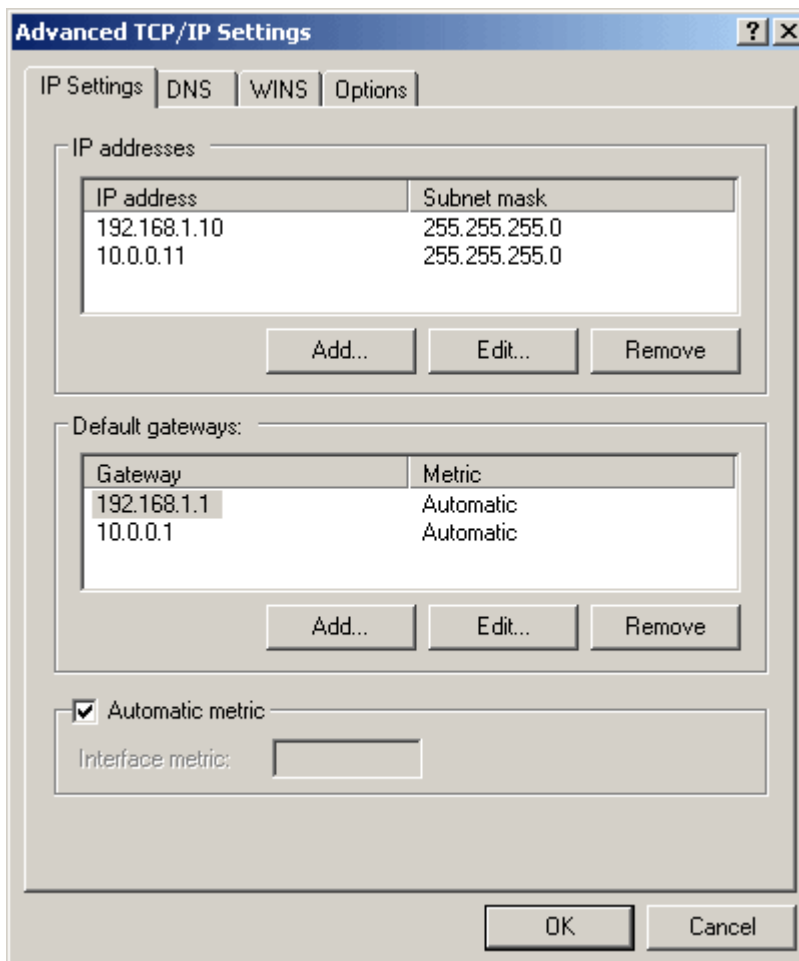 Advanced TCP/IP Settings
IP Settings DNS WINS Options
IP addresses
IP address Subnet mask
192.168.1.10 255.255.255.0
10.0.0.11 255.255.255.0
Add... Edit... Remove
Default gateways:
Gateway Metric
192.168.1.1 Automatic
10.0.0.1 Automatic
Add... Edit... Remove
Automatic metric
Interface metric:
OK Cancel